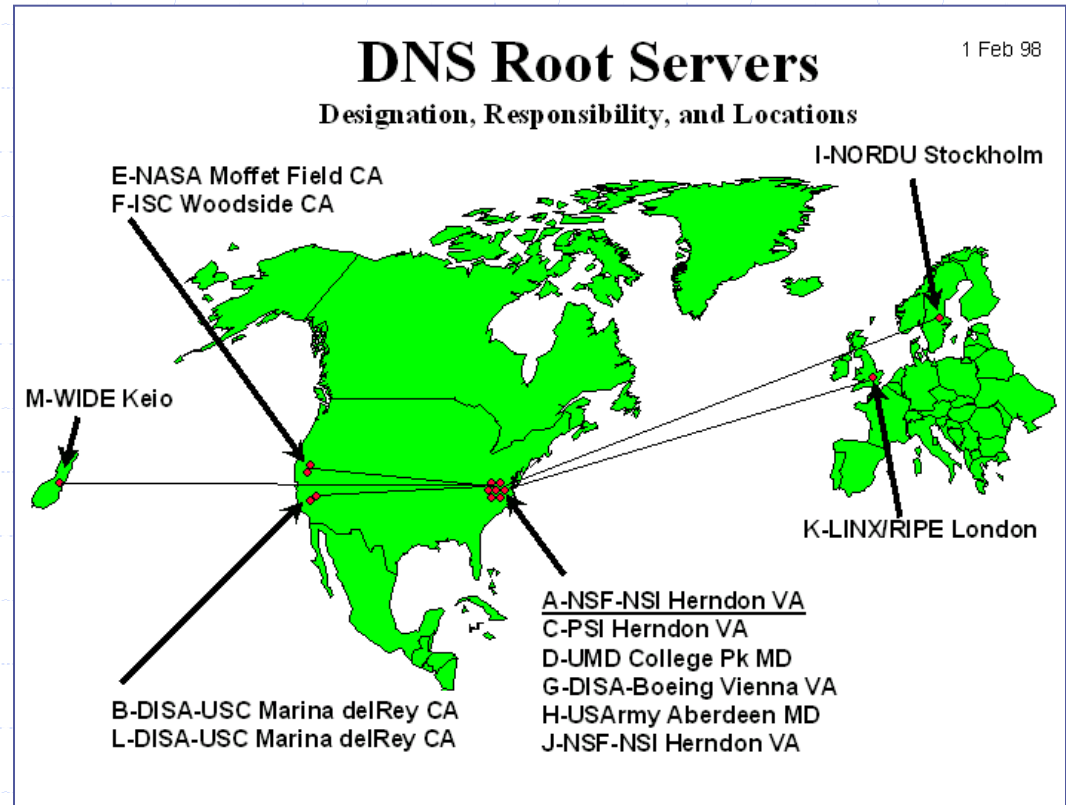 DNS Root Servers
1 Feb 98
Designation, Responsibility, and Locations
I-NORDU Stockholm
E-NASA Moffet Field CA
F-ISC Woodside CA
M-WIDE Keio
K-LINX/RIPE London
A-NSF-NSI Herndon VA
C-PSI Herndon VA
D-UMD College Pk MD
G-DISA-Boeing Vienna VA
H-USArmy Aberdeen MD
J-NSF-NSI Herndon VA
B-DISA-USC Marina delRey CA
L-DISA-USC Marina delRey CA